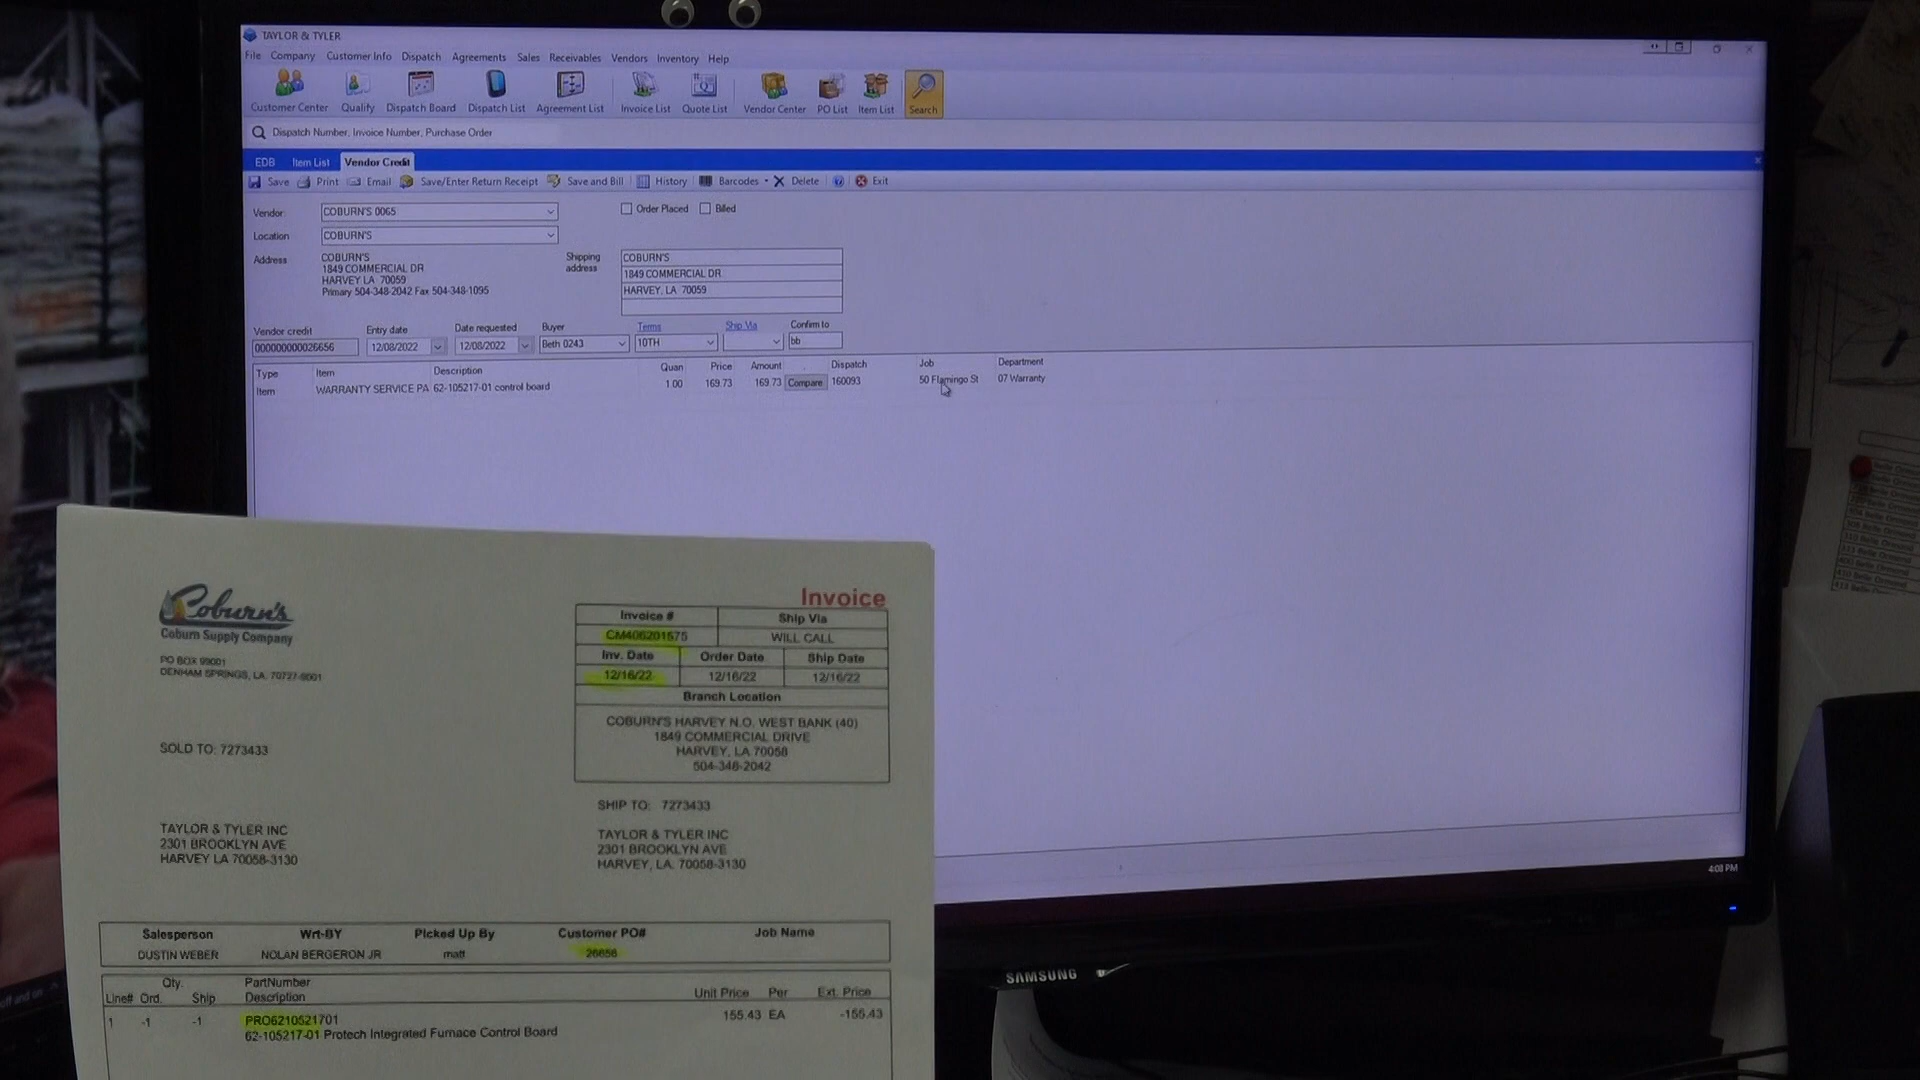 TAYLOR & TYLER
File Company Customer Info Dispatch Agreements Sales Receivables Vendors Inventory Help
Customer Center Quality Dispatch Board Dispatch List Agreement List Invoice List Quote List Vendor Center PO List Item List Search
Dispatch Number, Invoice Number, Purchase Order
EDB Item List Vendor Credit
Save Print Email Save/Enter Return Receipt Save and Bill History Barcodes Delete Exit
Vendor: COBURN'S 0065 Order Placed Billed
Location COBURN'S
Address COBURN'S Shipping address COBURN'S
1849 COMMERCIAL DR 1849 COMMERCIAL DR
HARVEY LA 70059 HARVEY, LA 70059
Primary 504-348-2042 Fax 504-348-1095
Vendor credit Entry date Date requested Buyer Terms Ship Via Confirm to
000000000026656 12/08/2022 12/08/2022 Beth 0243 10TH bb
Type Item Description Quan Price Amount Dispatch Job Department
Item WARRANTY SERVICE PA 62-105217-01 control board 1.00 169.73 169.73 Compare 160093 50 Flamingo St 07 Warranty
4:08 PM
SAMSUNG
Coburn's
Coburn Supply Company
PO BOX 99001
DENHAM SPRINGS, LA. 70727-9001
Invoice
Invoice # Ship Via
CM406201575 WILL CALL
Inv. Date Order Date Ship Date
12/16/22 12/16/22 12/16/22
Branch Location
COBURN'S HARVEY N.O. WEST BANK (40)
1849 COMMERCIAL DRIVE
HARVEY, LA 70058
504-348-2042
SOLD TO: 7273433
SHIP TO: 7273433
TAYLOR & TYLER INC
2301 BROOKLYN AVE
HARVEY LA 70058-3130
TAYLOR & TYLER INC
2301 BROOKLYN AVE
HARVEY, LA. 70058-3130
Salesperson Wrt-BY Picked Up By Customer PO# Job Name
DUSTIN WEBER NOLAN BERGERON JR matt 26656
Qty. PartNumber
Line# Ord. Ship Description Unit Price Per Ext. Price
1 -1 -1 PRO6210521701 155.43 EA -155.43
62-105217-01 Protech Integrated Furnace Control Board